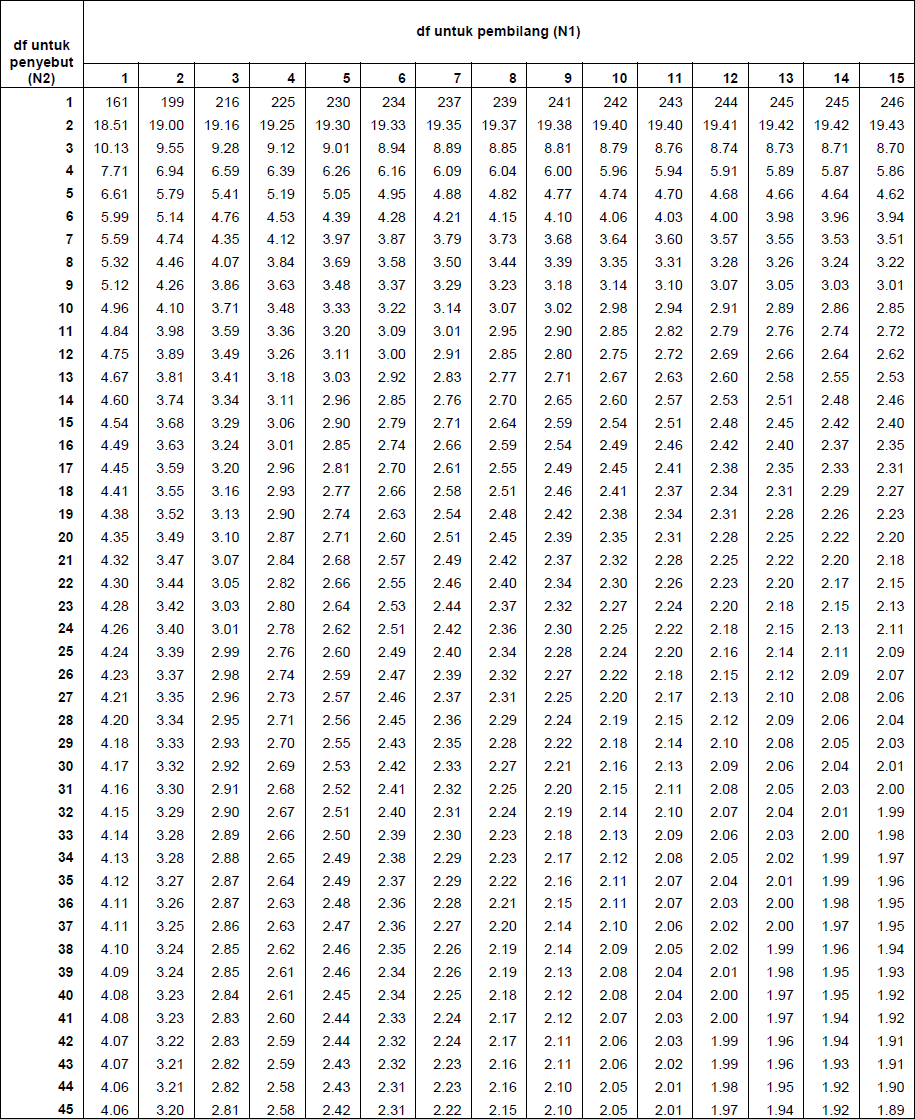 df untuk pembilang (N1)
df untuk
penyebut
(N2)
1 2 3 4 5 6 7 8 9 10 11 12 13 14 15
1 161 199 216 225 230 234 237 239 241 242 243 244 245 245 246
2 18.51 19.00 19.16 19.25 19.30 19.33 19.35 19.37 19.38 19.40 19.40 19.41 19.42 19.42 19.43
3 10.13 9.55 9.28 9.12 9.01 8.94 8.89 8.85 8.81 8.79 8.76 8.74 8.73 8.71 8.70
4 7.71 6.94 6.59 6.39 6.26 6.16 6.09 6.04 6.00 5.96 5.94 5.91 5.89 5.87 5.86
5 6.61 5.79 5.41 5.19 5.05 4.95 4.88 4.82 4.77 4.74 4.70 4.68 4.66 4.64 4.62
6 5.99 5.14 4.76 4.53 4.39 4.28 4.21 4.15 4.10 4.06 4.03 4.00 3.98 3.96 3.94
7 5.59 4.74 4.35 4.12 3.97 3.87 3.79 3.73 3.68 3.64 3.60 3.57 3.55 3.53 3.51
8 5.32 4.46 4.07 3.84 3.69 3.58 3.50 3.44 3.39 3.35 3.31 3.28 3.26 3.24 3.22
9 5.12 4.26 3.86 3.63 3.48 3.37 3.29 3.23 3.18 3.14 3.10 3.07 3.05 3.03 3.01
10 4.96 4.10 3.71 3.48 3.33 3.22 3.14 3.07 3.02 2.98 2.94 2.91 2.89 2.86 2.85
11 4.84 3.98 3.59 3.36 3.20 3.09 3.01 2.95 2.90 2.85 2.82 2.79 2.76 2.74 2.72
12 4.75 3.89 3.49 3.26 3.11 3.00 2.91 2.85 2.80 2.75 2.72 2.69 2.66 2.64 2.62
13 4.67 3.81 3.41 3.18 3.03 2.92 2.83 2.77 2.71 2.67 2.63 2.60 2.58 2.55 2.53
14 4.60 3.74 3.34 3.11 2.96 2.85 2.76 2.70 2.65 2.60 2.57 2.53 2.51 2.48 2.46
15 4.54 3.68 3.29 3.06 2.90 2.79 2.71 2.64 2.59 2.54 2.51 2.48 2.45 2.42 2.40
16 4.49 3.63 3.24 3.01 2.85 2.74 2.66 2.59 2.54 2.49 2.46 2.42 2.40 2.37 2.35
17 4.45 3.59 3.20 2.96 2.81 2.70 2.61 2.55 2.49 2.45 2.41 2.38 2.35 2.33 2.31
18 4.41 3.55 3.16 2.93 2.77 2.66 2.58 2.51 2.46 2.41 2.37 2.34 2.31 2.29 2.27
19 4.38 3.52 3.13 2.90 2.74 2.63 2.54 2.48 2.42 2.38 2.34 2.31 2.28 2.26 2.23
20 4.35 3.49 3.10 2.87 2.71 2.60 2.51 2.45 2.39 2.35 2.31 2.28 2.25 2.22 2.20
21 4.32 3.47 3.07 2.84 2.68 2.57 2.49 2.42 2.37 2.32 2.28 2.25 2.22 2.20 2.18
22 4.30 3.44 3.05 2.82 2.66 2.55 2.46 2.40 2.34 2.30 2.26 2.23 2.20 2.17 2.15
23 4.28 3.42 3.03 2.80 2.64 2.53 2.44 2.37 2.32 2.27 2.24 2.20 2.18 2.15 2.13
24 4.26 3.40 3.01 2.78 2.62 2.51 2.42 2.36 2.30 2.25 2.22 2.18 2.15 2.13 2.11
25 4.24 3.39 2.99 2.76 2.60 2.49 2.40 2.34 2.28 2.24 2.20 2.16 2.14 2.11 2.09
26 4.23 3.37 2.98 2.74 2.59 2.47 2.39 2.32 2.27 2.22 2.18 2.15 2.12 2.09 2.07
27 4.21 3.35 2.96 2.73 2.57 2.46 2.37 2.31 2.25 2.20 2.17 2.13 2.10 2.08 2.06
28 4.20 3.34 2.95 2.71 2.56 2.45 2.36 2.29 2.24 2.19 2.15 2.12 2.09 2.06 2.04
29 4.18 3.33 2.93 2.70 2.55 2.43 2.35 2.28 2.22 2.18 2.14 2.10 2.08 2.05 2.03
30 4.17 3.32 2.92 2.69 2.53 2.42 2.33 2.27 2.21 2.16 2.13 2.09 2.06 2.04 2.01
31 4.16 3.30 2.91 2.68 2.52 2.41 2.32 2.25 2.20 2.15 2.11 2.08 2.05 2.03 2.00
32 4.15 3.29 2.90 2.67 2.51 2.40 2.31 2.24 2.19 2.14 2.10 2.07 2.04 2.01 1.99
33 4.14 3.28 2.89 2.66 2.50 2.39 2.30 2.23 2.18 2.13 2.09 2.06 2.03 2.00 1.98
34 4.13 3.28 2.88 2.65 2.49 2.38 2.29 2.23 2.17 2.12 2.08 2.05 2.02 1.99 1.97
35 4.12 3.27 2.87 2.64 2.49 2.37 2.29 2.22 2.16 2.11 2.07 2.04 2.01 1.99 1.96
36 4.11 3.26 2.87 2.63 2.48 2.36 2.28 2.21 2.15 2.11 2.07 2.03 2.00 1.98 1.95
37 4.11 3.25 2.86 2.63 2.47 2.36 2.27 2.20 2.14 2.10 2.06 2.02 2.00 1.97 1.95
38 4.10 3.24 2.85 2.62 2.46 2.35 2.26 2.19 2.14 2.09 2.05 2.02 1.99 1.96 1.94
39 4.09 3.24 2.85 2.61 2.46 2.34 2.26 2.19 2.13 2.08 2.04 2.01 1.98 1.95 1.93
40 4.08 3.23 2.84 2.61 2.45 2.34 2.25 2.18 2.12 2.08 2.04 2.00 1.97 1.95 1.92
41 4.08 3.23 2.83 2.60 2.44 2.33 2.24 2.17 2.12 2.07 2.03 2.00 1.97 1.94 1.92
42 4.07 3.22 2.83 2.59 2.44 2.32 2.24 2.17 2.11 2.06 2.03 1.99 1.96 1.94 1.91
43 4.07 3.21 2.82 2.59 2.43 2.32 2.23 2.16 2.11 2.06 2.02 1.99 1.96 1.93 1.91
44 4.06 3.21 2.82 2.58 2.43 2.31 2.23 2.16 2.10 2.05 2.01 1.98 1.95 1.92 1.90
45 4.06 3.20 2.81 2.58 2.42 2.31 2.22 2.15 2.10 2.05 2.01 1.97 1.94 1.92 1.89